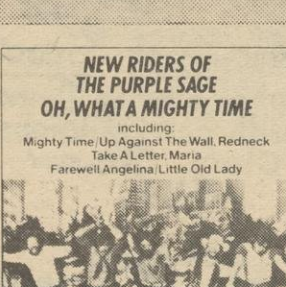 NEW RIDERS OF
THE PURPLE SAGE
OH, WHAT A MIGHTY TIME
including:
Mighty Time/Up Against The Wall, Redneck
Take A Letter, Maria
Farewell Angelina/Little Old Lady